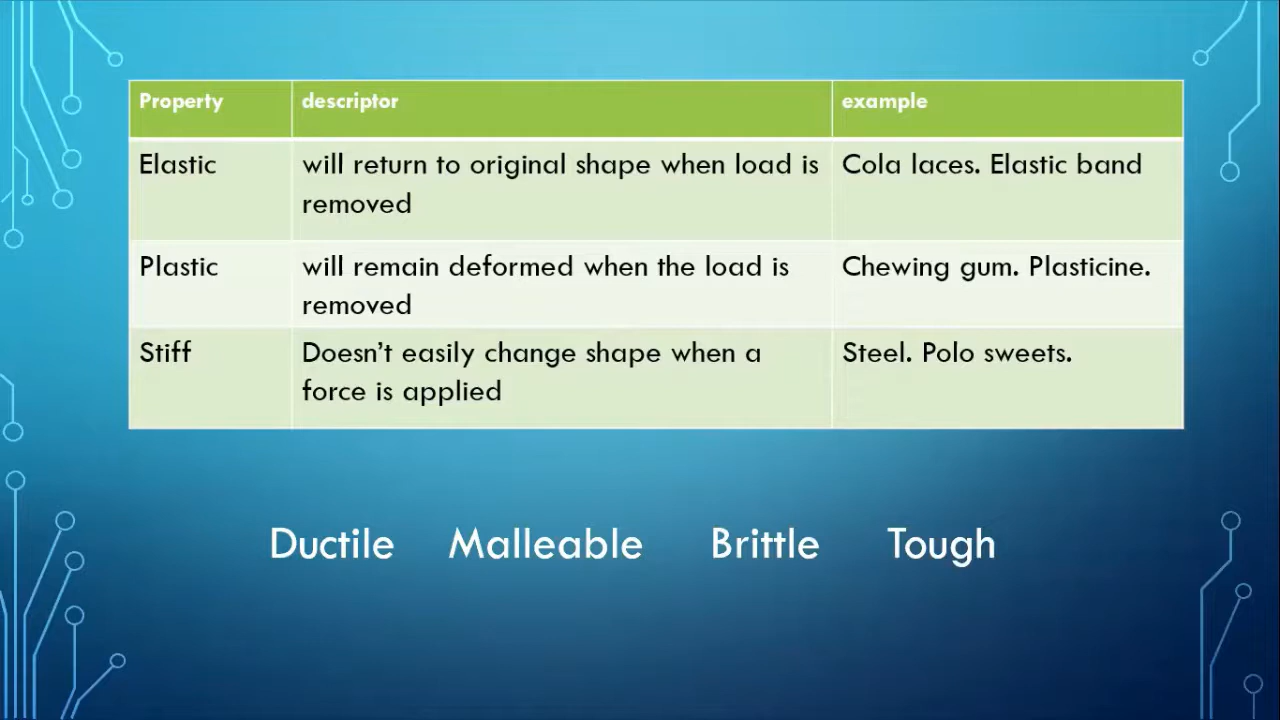 Property descriptor example
Elastic will return to original shape when load is Cola laces. Elastic band
removed
Plastic will remain deformed when the load is Chewing gum. Plasticine.
removed
Stiff Doesn't easily change shape when a Steel. Polo sweets.
force is applied
Ductile Malleable Brittle Tough